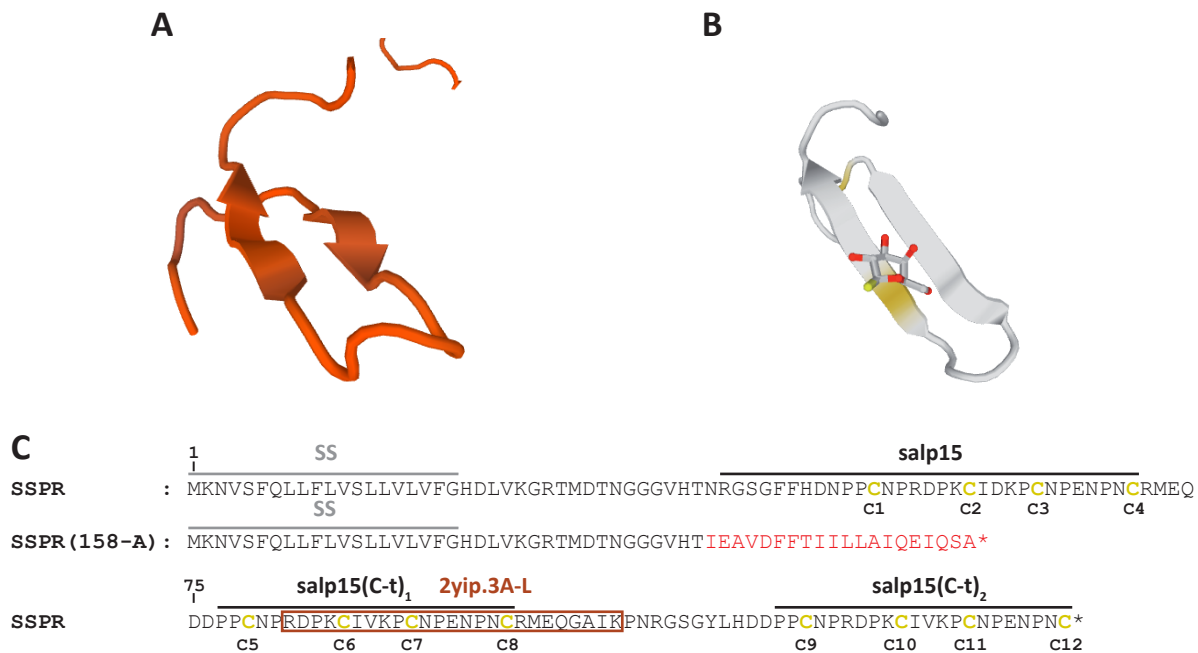 A
B
C
1
SS
salp15
SSPR : MKNVSFQLLFLVSLLVLVFGHDLVKGRTMDTNGGGVHTNRGSGFFHDNPPCNPRDPKCIDKPCNPENPNCRMEQ
SS
C1 C2 C3 C4
SSPR(158-A): MKNVSFQLLFLVSLLVLVFGHDLVKGRTMDTNGGGVHTIEAVDFFTIILLAIQEIQSA*
75
salp15(C-t)1 2yip.3A-L salp15(C-t)2
SSPR DDPPCNPRDPKCIVKPCNPENPNCRMEQGAIKPNRGSGYLHDDPPCNPRDPKCIVKPCNPENPNC*
C5 C6 C7 C8 C9 C10 C11 C12